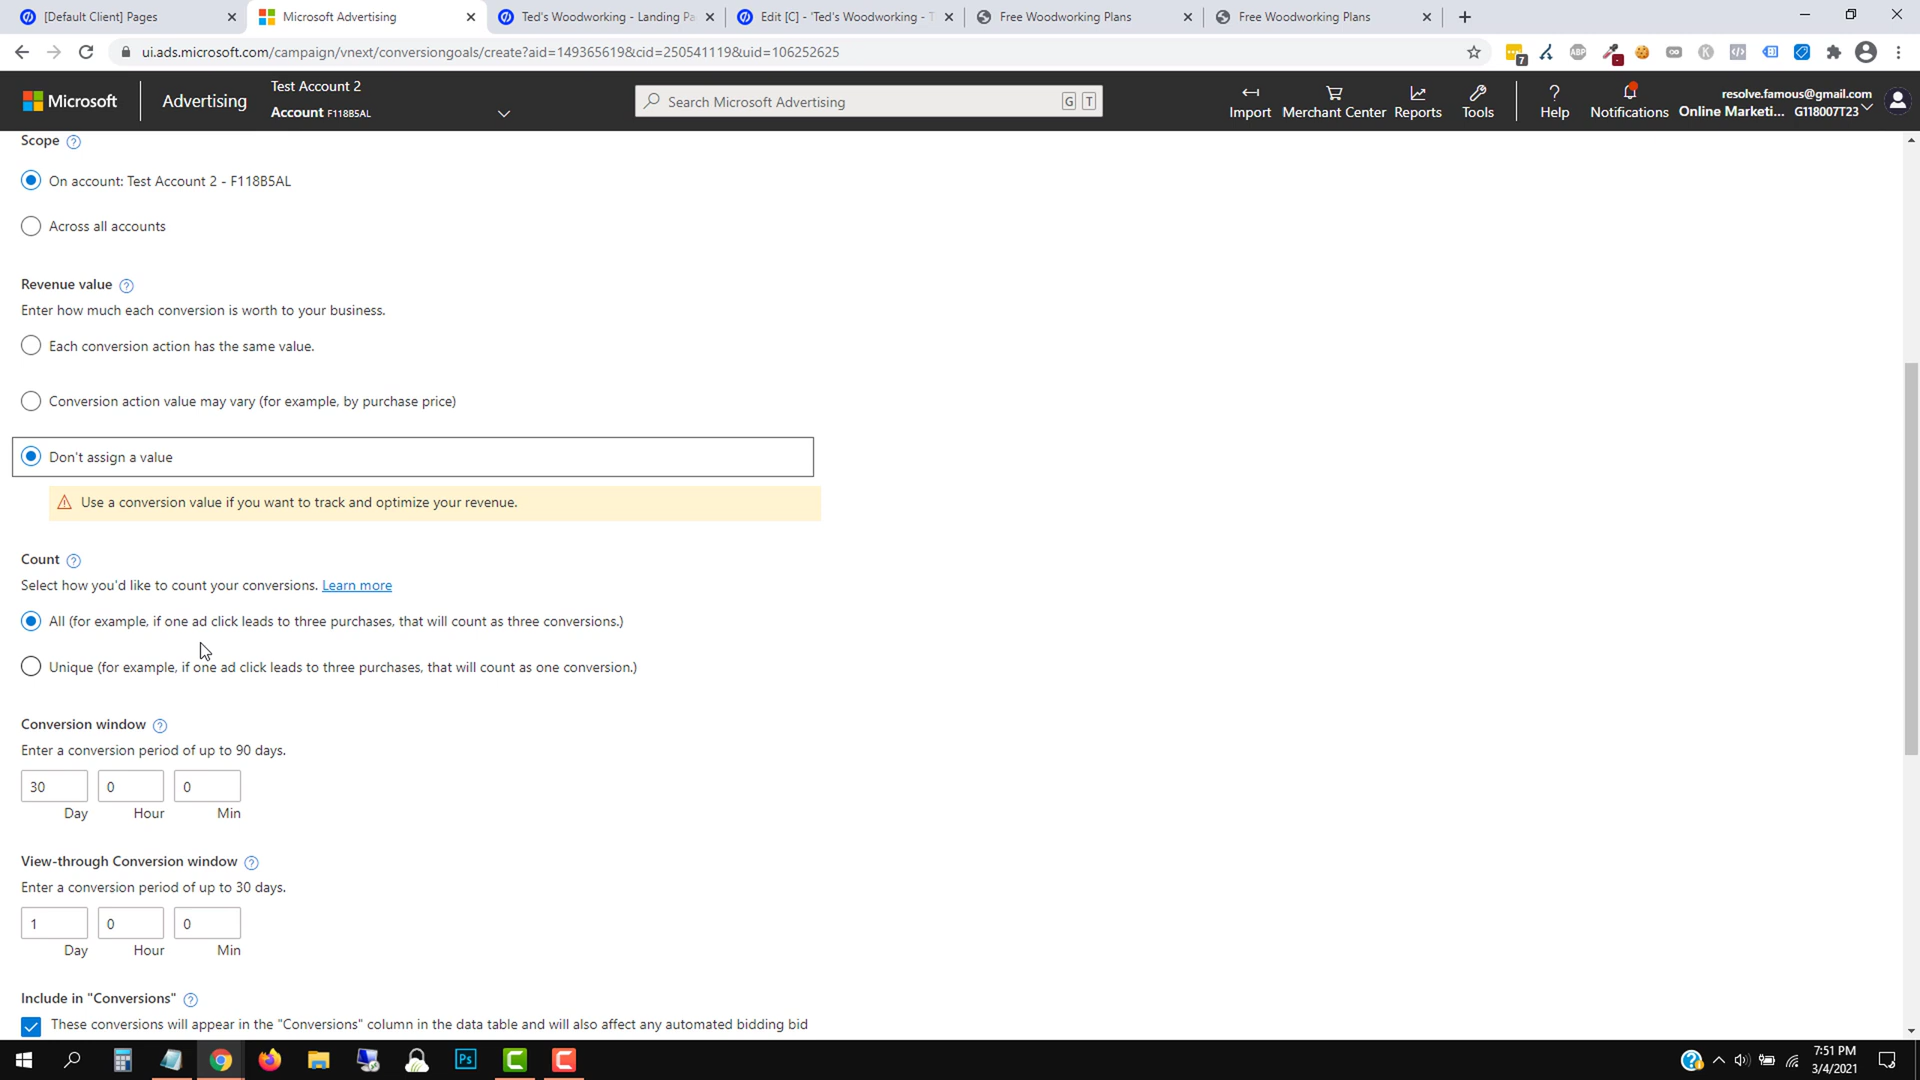 [Default Client] Pages
Microsoft Advertising
Ted's Woodworking - Landing Pa
Edit [C] - 'Ted's Woodworking - T
Free Woodworking Plans
Free Woodworking Plans
ui.ads.microsoft.com/campaign/vnext/conversiongoals/create?aid=149365619&cid=250541119&uid=106252625
7
ABP
Microsoft
Advertising
Test Account 2
Account F118B5AL
Search Microsoft Advertising
G T
Import
Merchant Center
Reports
Tools
Help
Notifications
resolve.famous@gmail.com
Online Marketi... G118007T23
Scope
On account: Test Account 2 - F118B5AL
Across all accounts
Revenue value
Enter how much each conversion is worth to your business.
Each conversion action has the same value.
Conversion action value may vary (for example, by purchase price)
Don't assign a value
Use a conversion value if you want to track and optimize your revenue.
Count
Select how you'd like to count your conversions. Learn more
All (for example, if one ad click leads to three purchases, that will count as three conversions.)
Unique (for example, if one ad click leads to three purchases, that will count as one conversion.)
Conversion window
Enter a conversion period of up to 90 days.
30 0 0
Day Hour Min
View-through Conversion window
Enter a conversion period of up to 30 days.
1 0 0
Day Hour Min
Include in "Conversions"
These conversions will appear in the "Conversions" column in the data table and will also affect any automated bidding bid
Ps
7:51 PM
3/4/2021